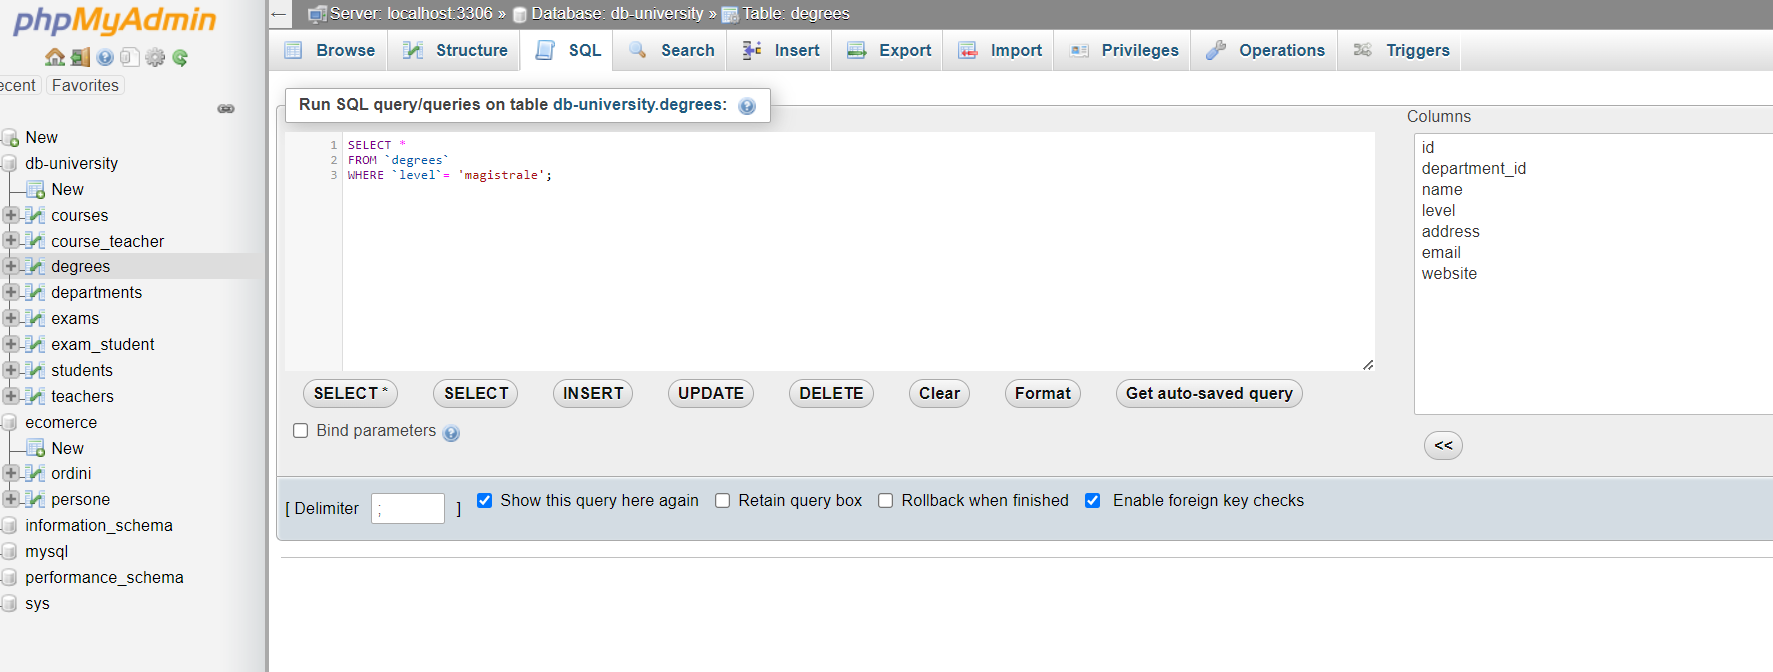 phpMyAdmin
ecent Favorites
New
db-university
New
courses
course_teacher
degrees
departments
exams
exam_student
students
teachers
ecomerce
New
ordini
persone
information_schema
mysql
performance_schema
sys
← Server: localhost:3306 » Database: db-university » Table: degrees
Browse Structure SQL Search Insert Export Import Privileges Operations Triggers
Run SQL query/queries on table db-university.degrees:
1 SELECT *
2 FROM `degrees`
3 WHERE `level`= 'magistrale';
SELECT * SELECT INSERT UPDATE DELETE Clear Format Get auto-saved query
Bind parameters
Columns
id
department_id
name
level
address
email
website
<<
[ Delimiter ; ] Show this query here again Retain query box Rollback when finished Enable foreign key checks